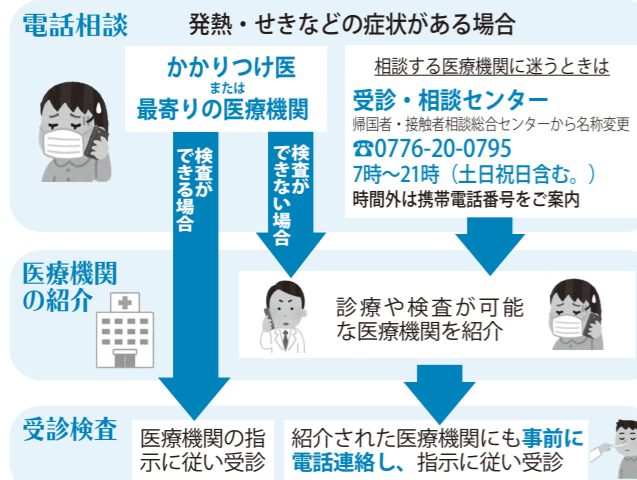 電話相談
発熱・せきなどの症状がある場合
かかりつけ医
または
最寄りの医療機関
相談する医療機関に迷うときは
受診・相談センター
帰国者・接触者相談総合センターから名称変更
☎0776-20-0795
7時～21時（土日祝日含む。）
時間外は携帯電話番号をご案内
検査が
できる場合
検査が
できない場合
医療機関
の紹介
診療や検査が可能
な医療機関を紹介
受診検査
医療機関の指
示に従い受診
紹介された医療機関にも事前に
電話連絡し、指示に従い受診